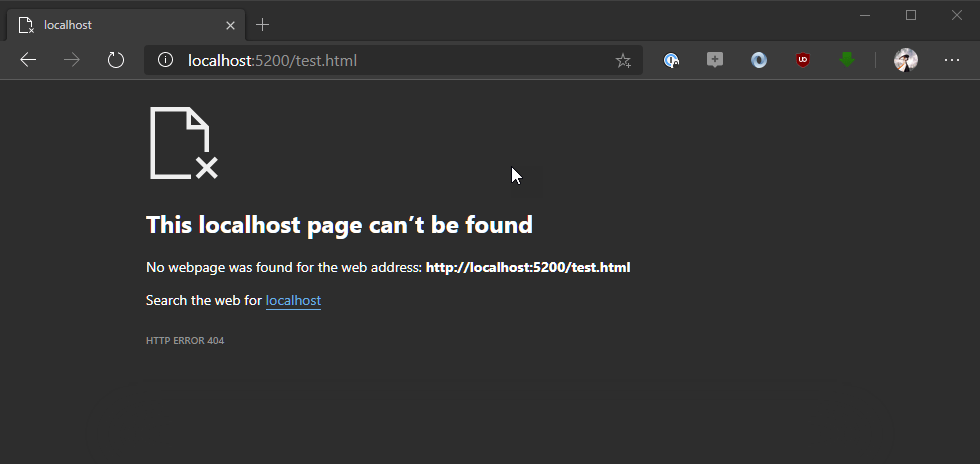 localhost
localhost:5200/test.html
UD
This localhost page can’t be found
No webpage was found for the web address: http://localhost:5200/test.html
Search the web for localhost
HTTP ERROR 404